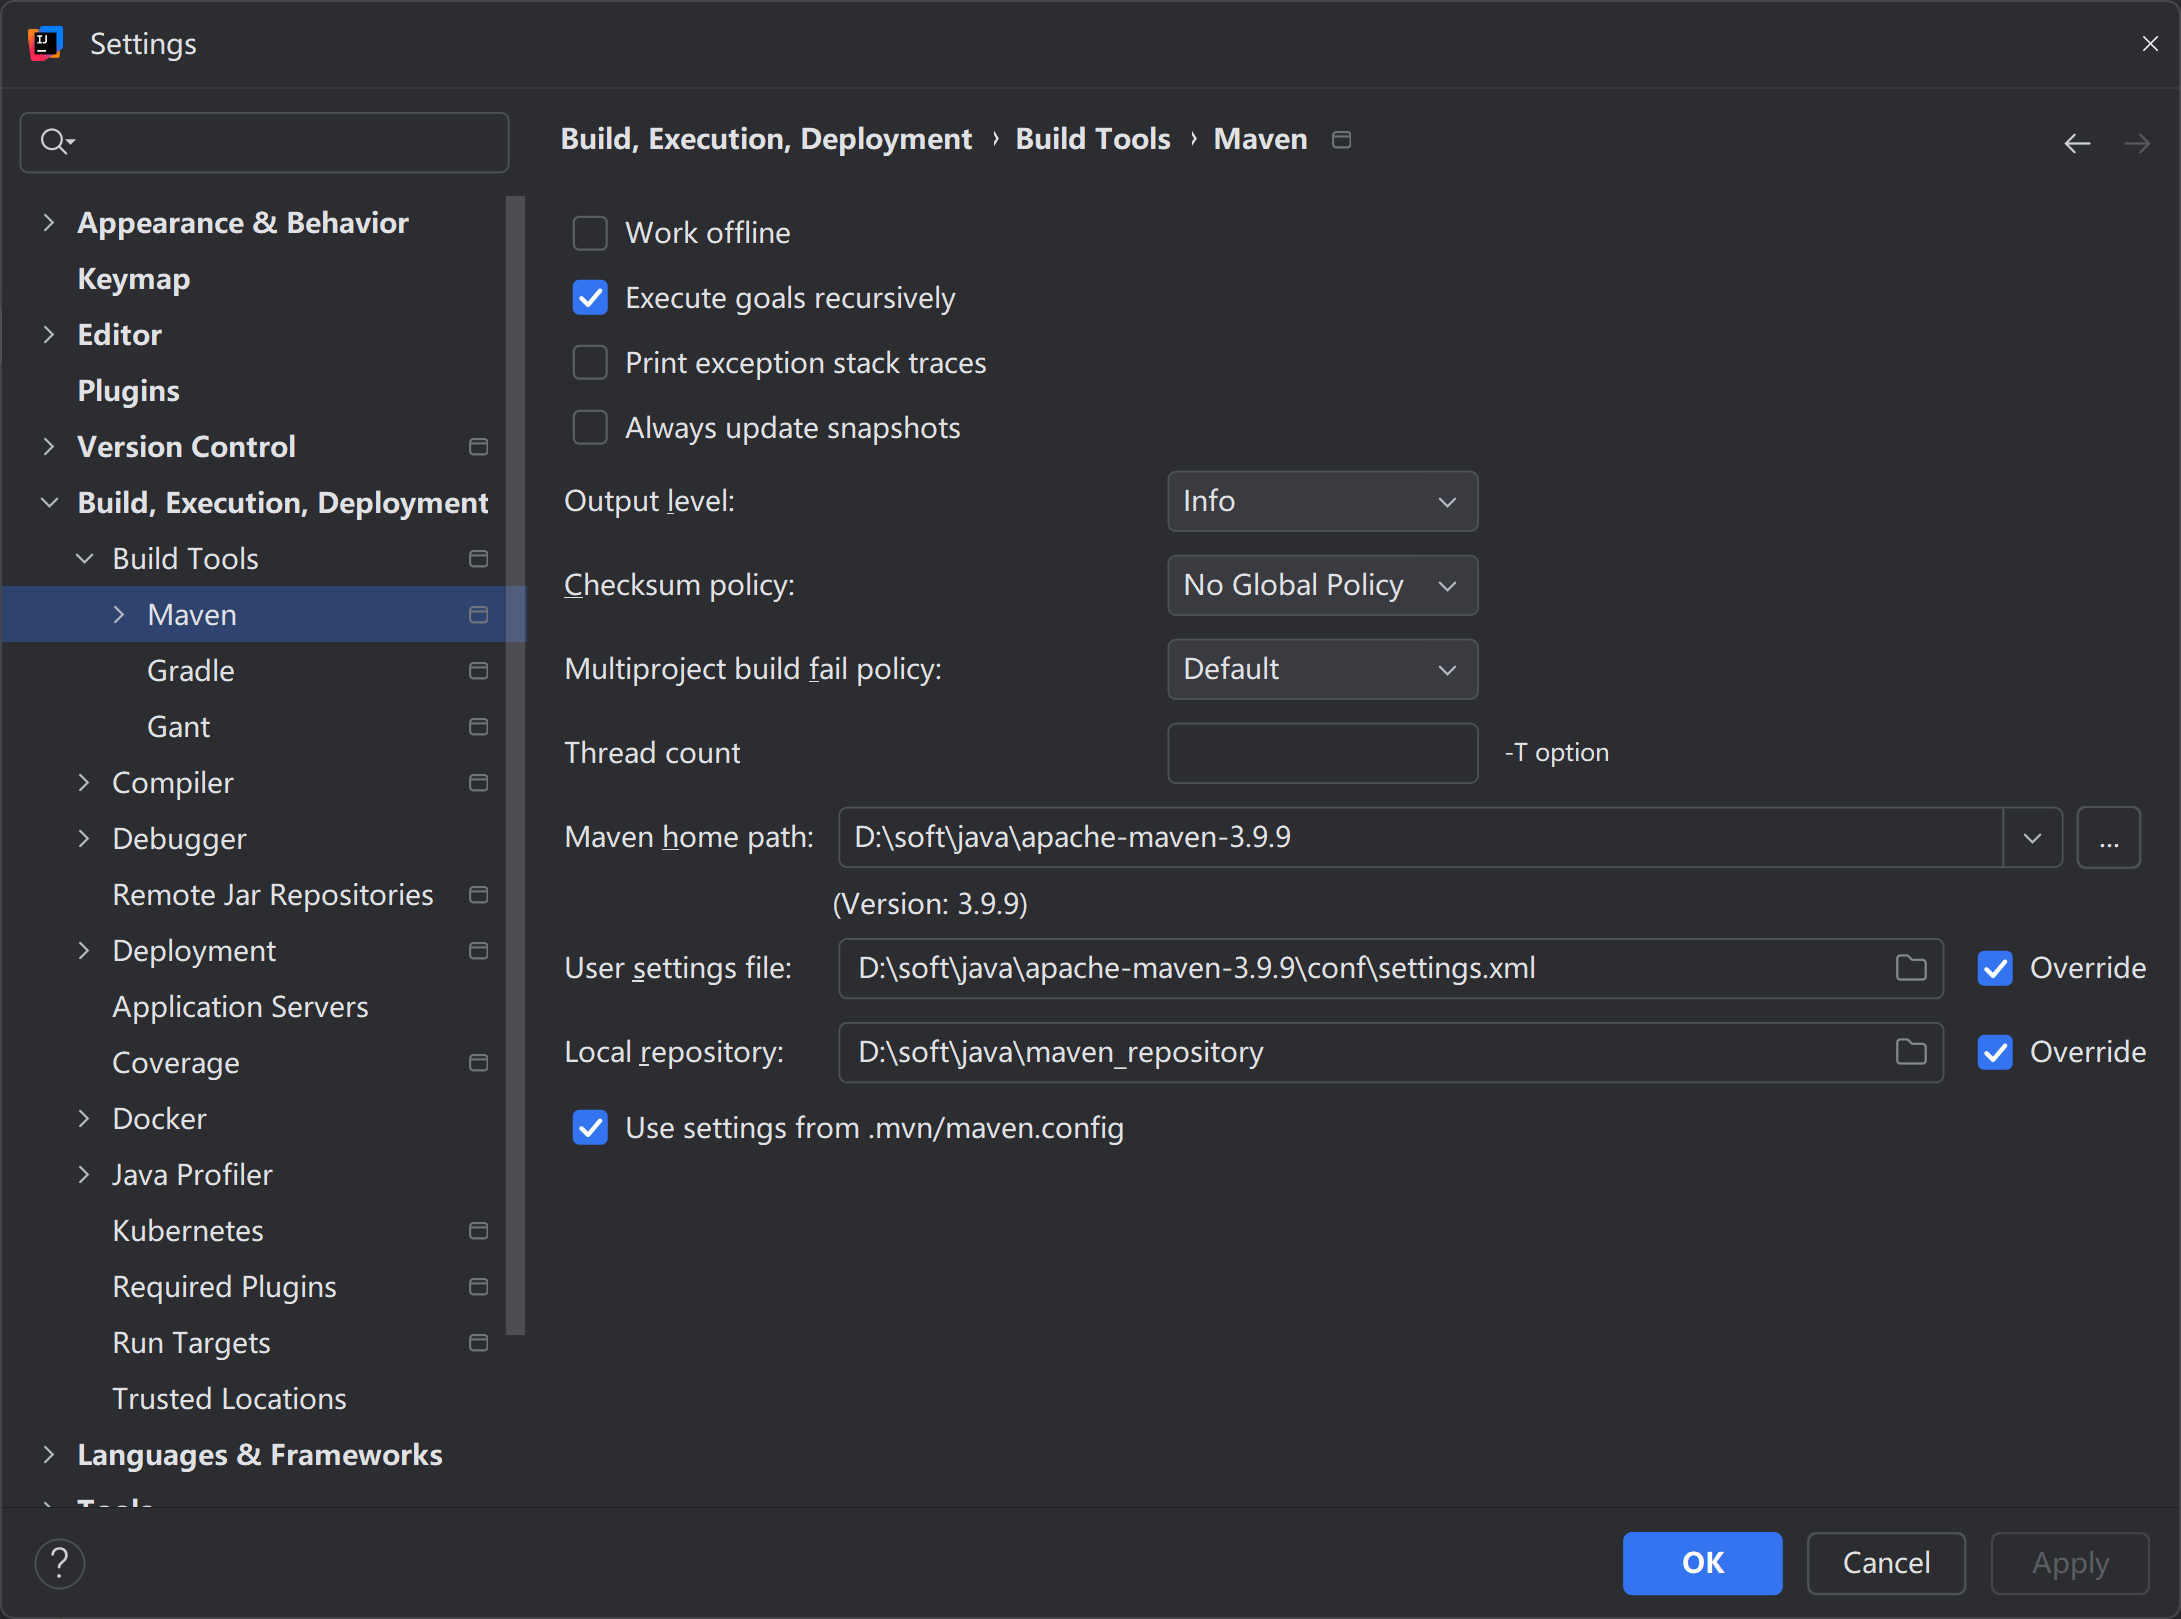 Settings
Build, Execution, Deployment › Build Tools › Maven
Appearance & Behavior
Keymap
Editor
Plugins
Version Control
Build, Execution, Deployment
Build Tools
Maven
Gradle
Gant
Compiler
Debugger
Remote Jar Repositories
Deployment
Application Servers
Coverage
Docker
Java Profiler
Kubernetes
Required Plugins
Run Targets
Trusted Locations
Languages & Frameworks
Tools
Work offline
Execute goals recursively
Print exception stack traces
Always update snapshots
Output level: Info
Checksum policy: No Global Policy
Multiproject build fail policy: Default
Thread count -T option
Maven home path: D:\soft\java\apache-maven-3.9.9 ...
(Version: 3.9.9)
User settings file: D:\soft\java\apache-maven-3.9.9\conf\settings.xml Override
Local repository: D:\soft\java\maven_repository Override
Use settings from .mvn/maven.config
? OK Cancel Apply